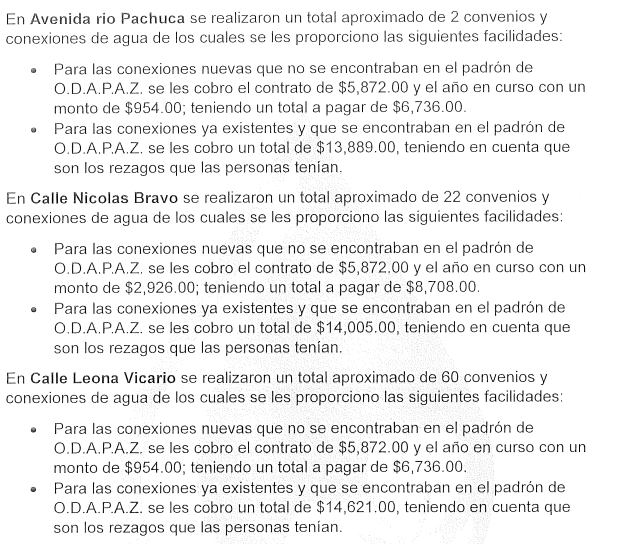 En Avenida rio Pachuca se realizaron un total aproximado de 2 convenios y
conexiones de agua de los cuales se les proporciono las siguientes facilidades:
• Para las conexiones nuevas que no se encontraban en el padrón de
O.D.A.P.A.Z. se les cobro el contrato de $5,872.00 y el año en curso con un
monto de $954.00; teniendo un total a pagar de $6,736.00.
• Para las conexiones ya existentes y que se encontraban en el padrón de
O.D.A.P.A.Z. se les cobro un total de $13,889.00, teniendo en cuenta que
son los rezagos que las personas tenían.
En Calle Nicolas Bravo se realizaron un total aproximado de 22 convenios y
conexiones de agua de los cuales se les proporciono las siguientes facilidades:
• Para las conexiones nuevas que no se encontraban en el padrón de
O.D.A.P.A.Z. se les cobro el contrato de $5,872.00 y el año en curso con un
monto de $2,926.00; teniendo un total a pagar de $8,708.00.
• Para las conexiones ya existentes y que se encontraban en el padrón de
O.D.A.P.A.Z. se les cobro un total de $14,005.00, teniendo en cuenta que
son los rezagos que las personas tenían.
En Calle Leona Vicario se realizaron un total aproximado de 60 convenios y
conexiones de agua de los cuales se les proporciono las siguientes facilidades:
• Para las conexiones nuevas que no se encontraban en el padrón de
O.D.A.P.A.Z. se les cobro el contrato de $5,872.00 y el año en curso con un
monto de $954.00; teniendo un total a pagar de $6,736.00.
• Para las conexiones ya existentes y que se encontraban en el padrón de
O.D.A.P.A.Z. se les cobro un total de $14,621.00, teniendo en cuenta que
son los rezagos que las personas tenían.